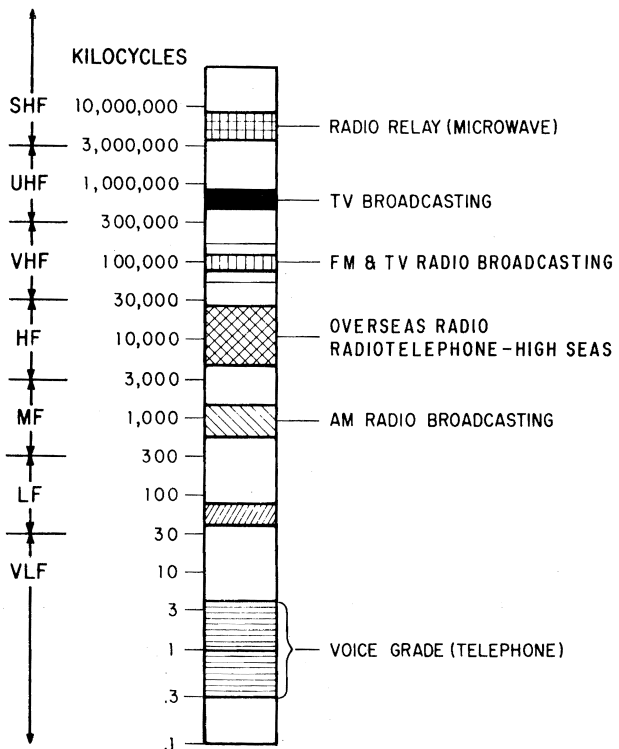 KILOCYCLES
SHF
10,000,000
RADIO RELAY (MICROWAVE)
3,000,000
UHF
1,000,000
TV BROADCASTING
300,000
VHF
100,000
FM & TV RADIO BROADCASTING
30,000
HF
10,000
OVERSEAS RADIO
RADIOTELEPHONE-HIGH SEAS
3,000
MF
1,000
AM RADIO BROADCASTING
300
LF
100
30
VLF
10
3
1
VOICE GRADE (TELEPHONE)
.3
.1